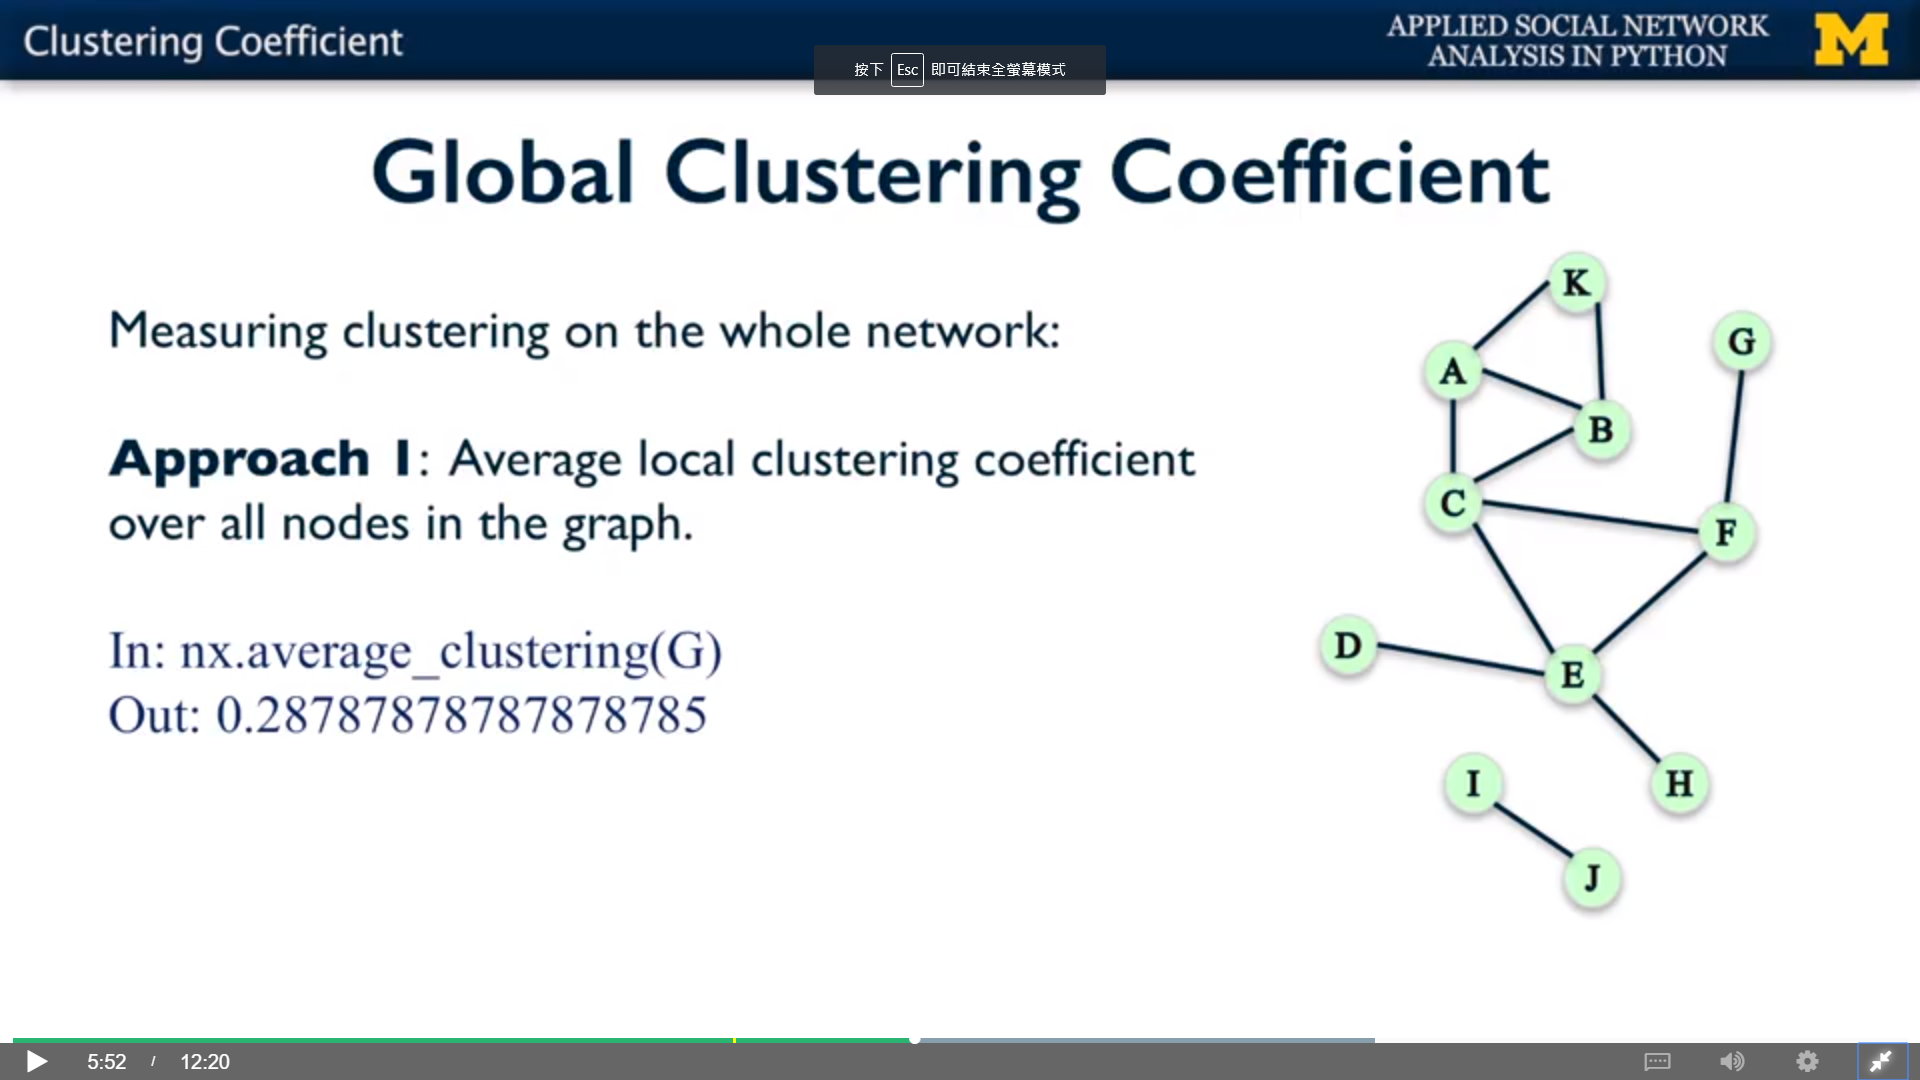 Clustering Coefficient
APPLIED SOCIAL NETWORK
ANALYSIS IN PYTHON
M
按下 Esc 即可結束全螢幕模式
Global Clustering Coefficient
Measuring clustering on the whole network:
Approach 1: Average local clustering coefficient
over all nodes in the graph.
In: nx.average_clustering(G)
Out: 0.28787878787878785
K
G
A
B
C
F
D
E
I
H
J
5:52 / 12:20